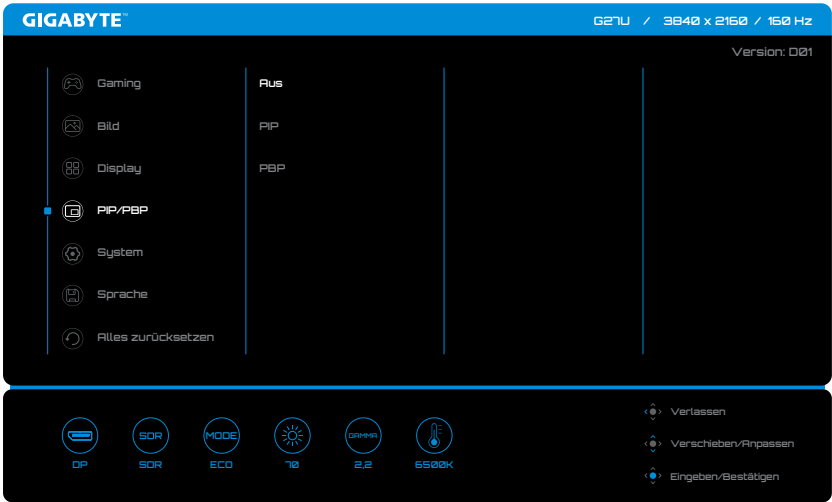 GIGABYTE™
G27U / 3840 x 2160 / 160 Hz
Version: D01
Gaming
Aus
Bild
PIP
Display
PBP
PIP/PBP
System
Sprache
Alles zurücksetzen
SDR
MODE
GAMMA
DP
SDR
ECO
70
2,2
6500K
Verlassen
Verschieben/Anpassen
Eingeben/Bestätigen